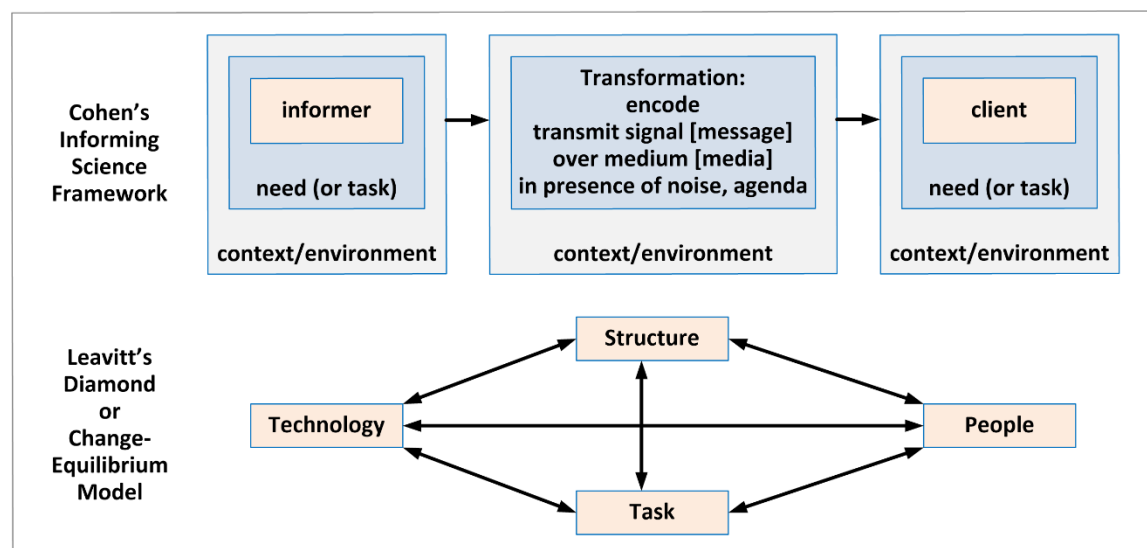 Cohen's
Informing
Science
Framework
informer
need (or task)
context/environment
Transformation:
encode
transmit signal [message]
over medium [media]
in presence of noise, agenda
context/environment
client
need (or task)
context/environment
Leavitt's
Diamond
or
Change-
Equilibrium
Model
Structure
Technology
People
Task